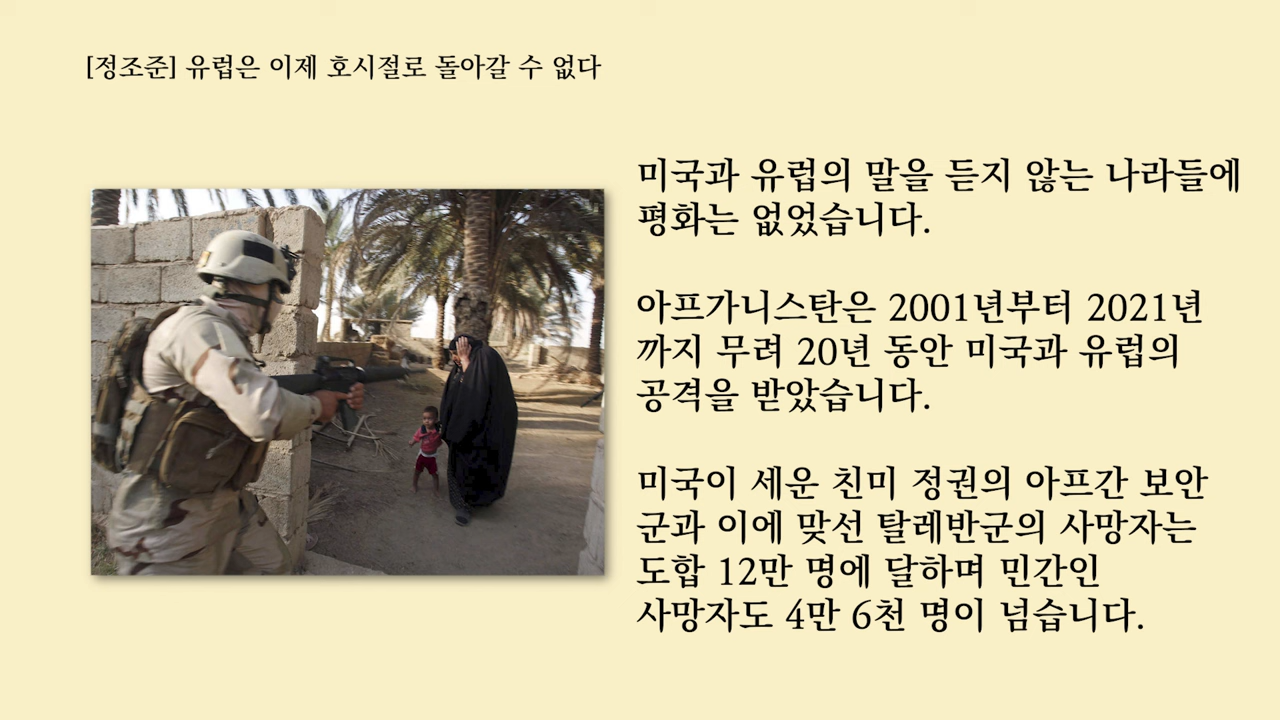 [정조준] 유럽은 이제 호시절로 돌아갈 수 없다
미국과 유럽의 말을 듣지 않는 나라들에
평화는 없었습니다.
아프가니스탄은 2001년부터 2021년
까지 무려 20년 동안 미국과 유럽의
공격을 받았습니다.
미국이 세운 친미 정권의 아프간 보안
군과 이에 맞선 탈레반군의 사망자는
도합 12만 명에 달하며 민간인
사망자도 4만 6천 명이 넘습니다.